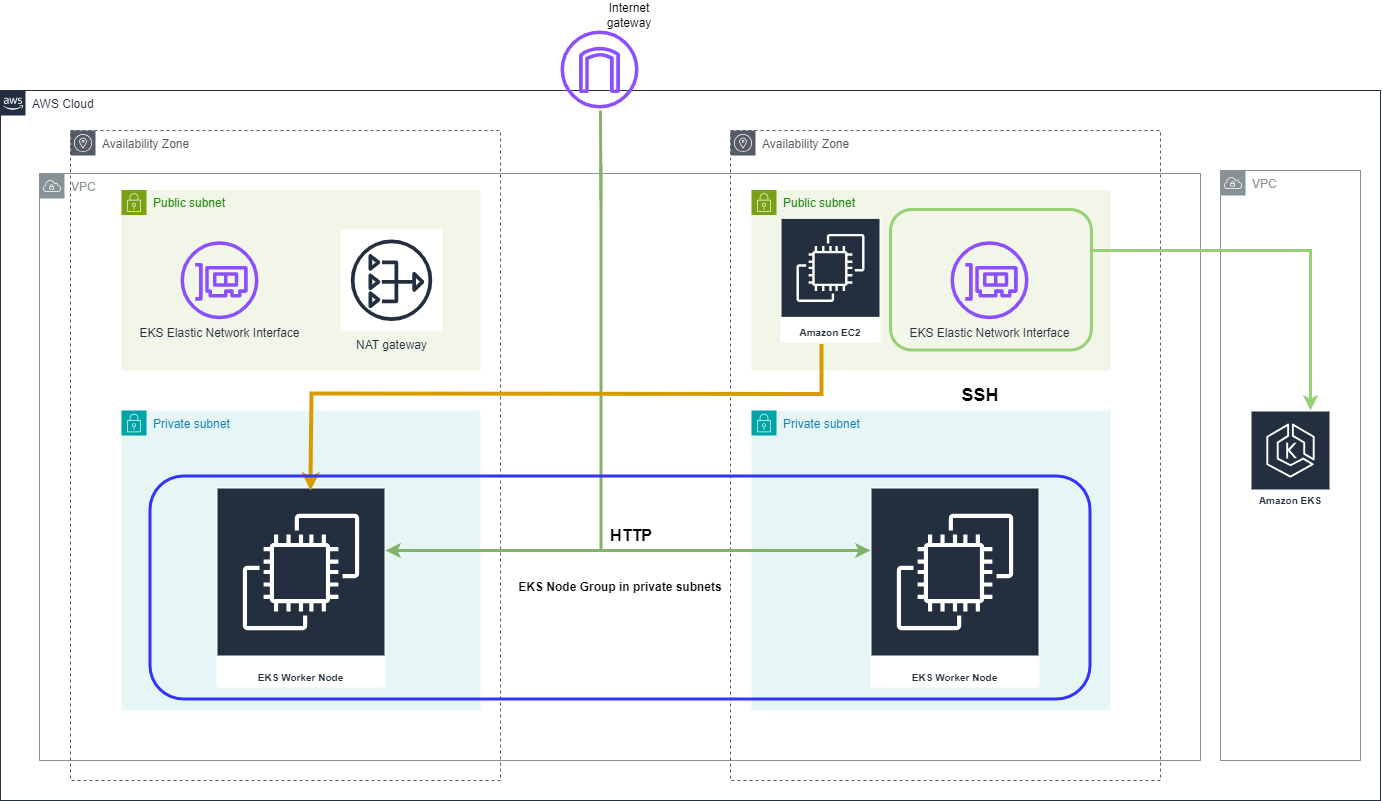 Internet
gateway
aws
AWS Cloud
Availability Zone
Availability Zone
VPC
VPC
Public subnet
Public subnet
EKS Elastic Network Interface
NAT gateway
Amazon EC2
EKS Elastic Network Interface
SSH
Private subnet
Private subnet
K
Amazon EKS
HTTP
EKS Node Group in private subnets
EKS Worker Node
EKS Worker Node